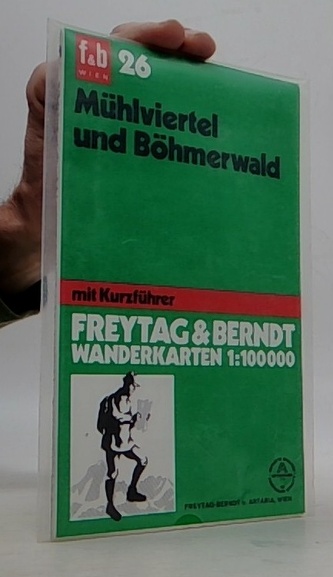 f&b
WIEN
26
Mühlviertel
und Böhmerwald
mit Kurzführer
FREYTAG & BERNDT
WANDERKARTEN 1:100000
FREYTAG-BERNDT u. ARTARIA, WIEN